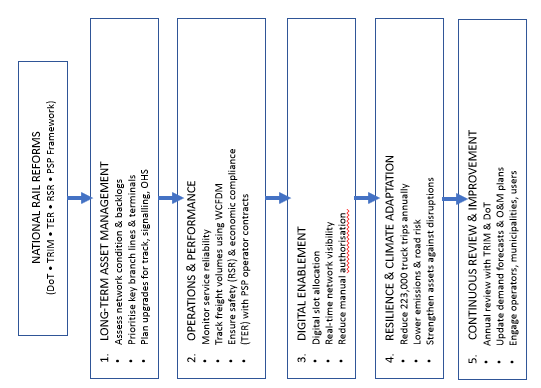 NATIONAL RAIL REFORMS
(DoT • TRIM • TER • RSR • PSP Framework)
1. LONG-TERM ASSET MANAGEMENT
• Assess network condition & backlogs
• Prioritise key branch lines & terminals
• Plan upgrades for track, signalling, OHS
2. OPERATIONS & PERFORMANCE
• Monitor service reliability
• Track freight volumes using WCFDM
• Ensure safety (RSR) & economic compliance
(TER) with PSP operator contracts
3. DIGITAL ENABLEMENT
• Digital slot allocation
• Real-time network visibility
• Reduce manual authorisation
4. RESILIENCE & CLIMATE ADAPTATION
• Reduce 223,000 truck trips annually
• Lower emissions & road risk
• Strengthen assets against disruptions
5. CONTINUOUS REVIEW & IMPROVEMENT
• Annual review with TRIM & DoT
• Update demand forecasts & O&M plans
• Engage operators, municipalities, users